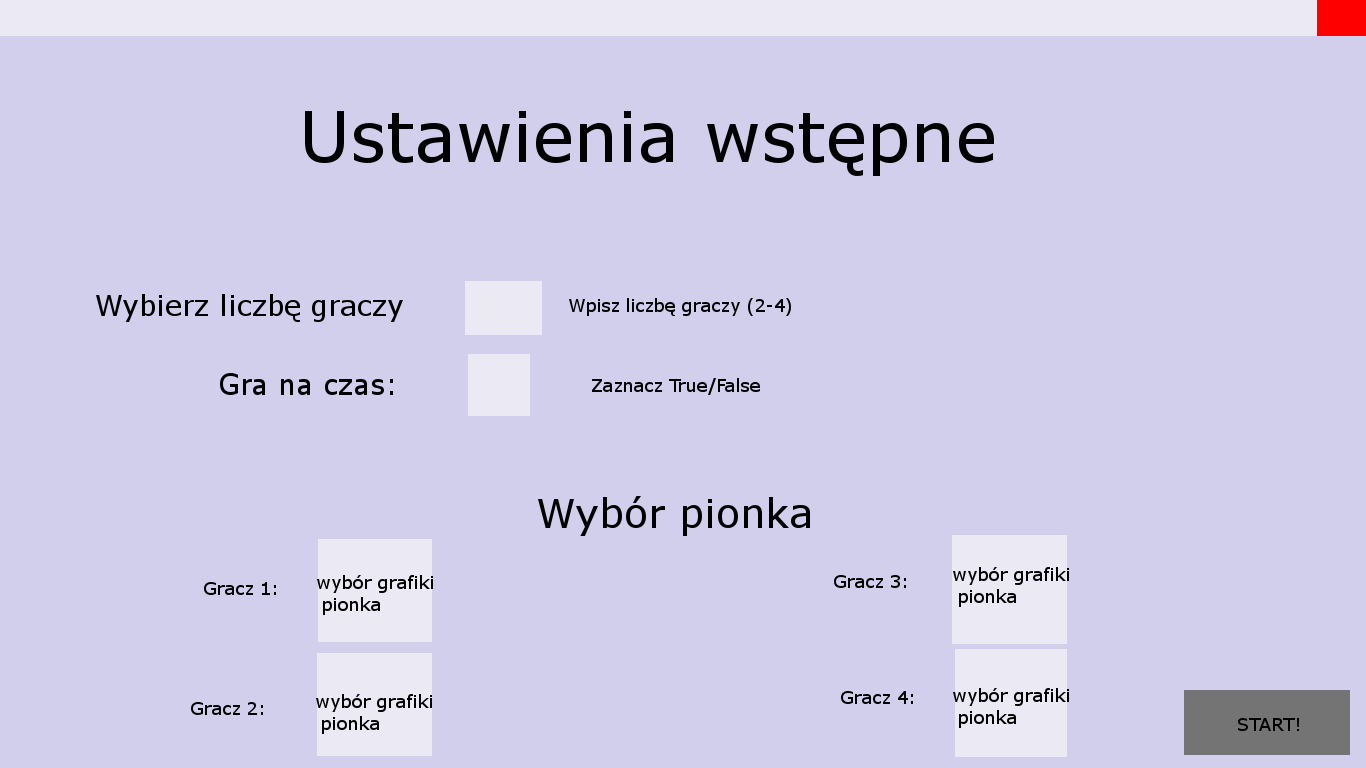 Ustawienia wstępne
Wybierz liczbę graczy
Wpisz liczbę graczy (2-4)
Gra na czas:
Zaznacz True/False
Wybór pionka
Gracz 1:
wybór grafiki
pionka
Gracz 3:
wybór grafiki
pionka
Gracz 2:
wybór grafiki
pionka
Gracz 4:
wybór grafiki
pionka
START!